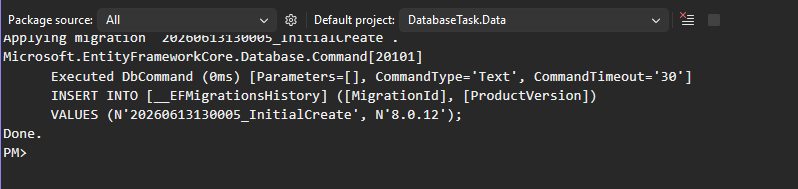 Package source: All Default project: DatabaseTask.Data
Applying migration '20260613130005_InitialCreate'.
Microsoft.EntityFrameworkCore.Database.Command[20101]
Executed DbCommand (0ms) [Parameters=[], CommandType='Text', CommandTimeout='30']
INSERT INTO [__EFMigrationsHistory] ([MigrationId], [ProductVersion])
VALUES (N'20260613130005_InitialCreate', N'8.0.12');
Done.
PM>